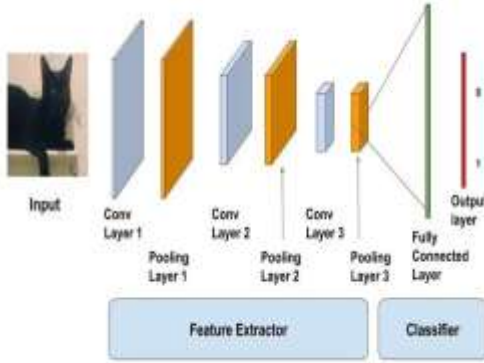 Input
Conv
Layer 1
Pooling
Layer 1
Conv
Layer 2
Pooling
Layer 2
Conv
Layer 3
Pooling
Layer 3
Fully
Connected
Layer
Output
layer
Feature Extractor
Classifier